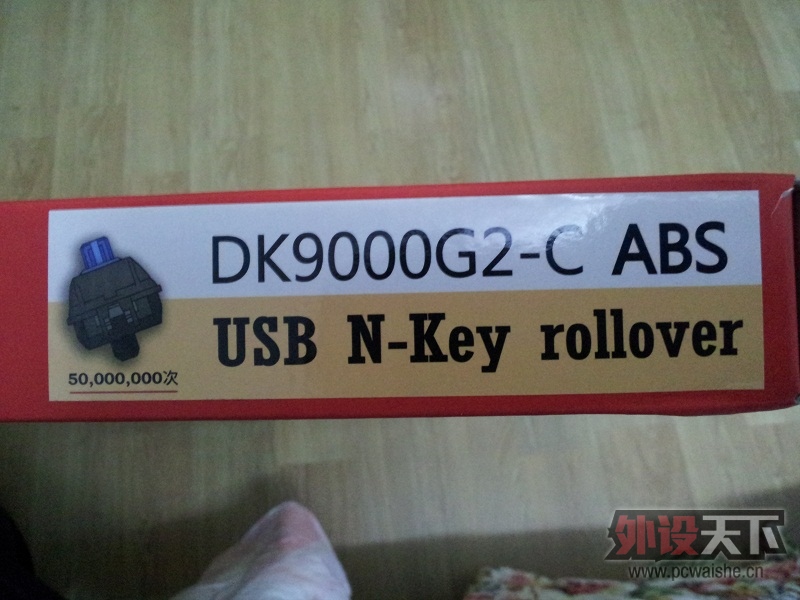 DK9000G2-C ABS
USB N-Key rollover
50,000,000次
外设天下
www.pcwaishe.cn